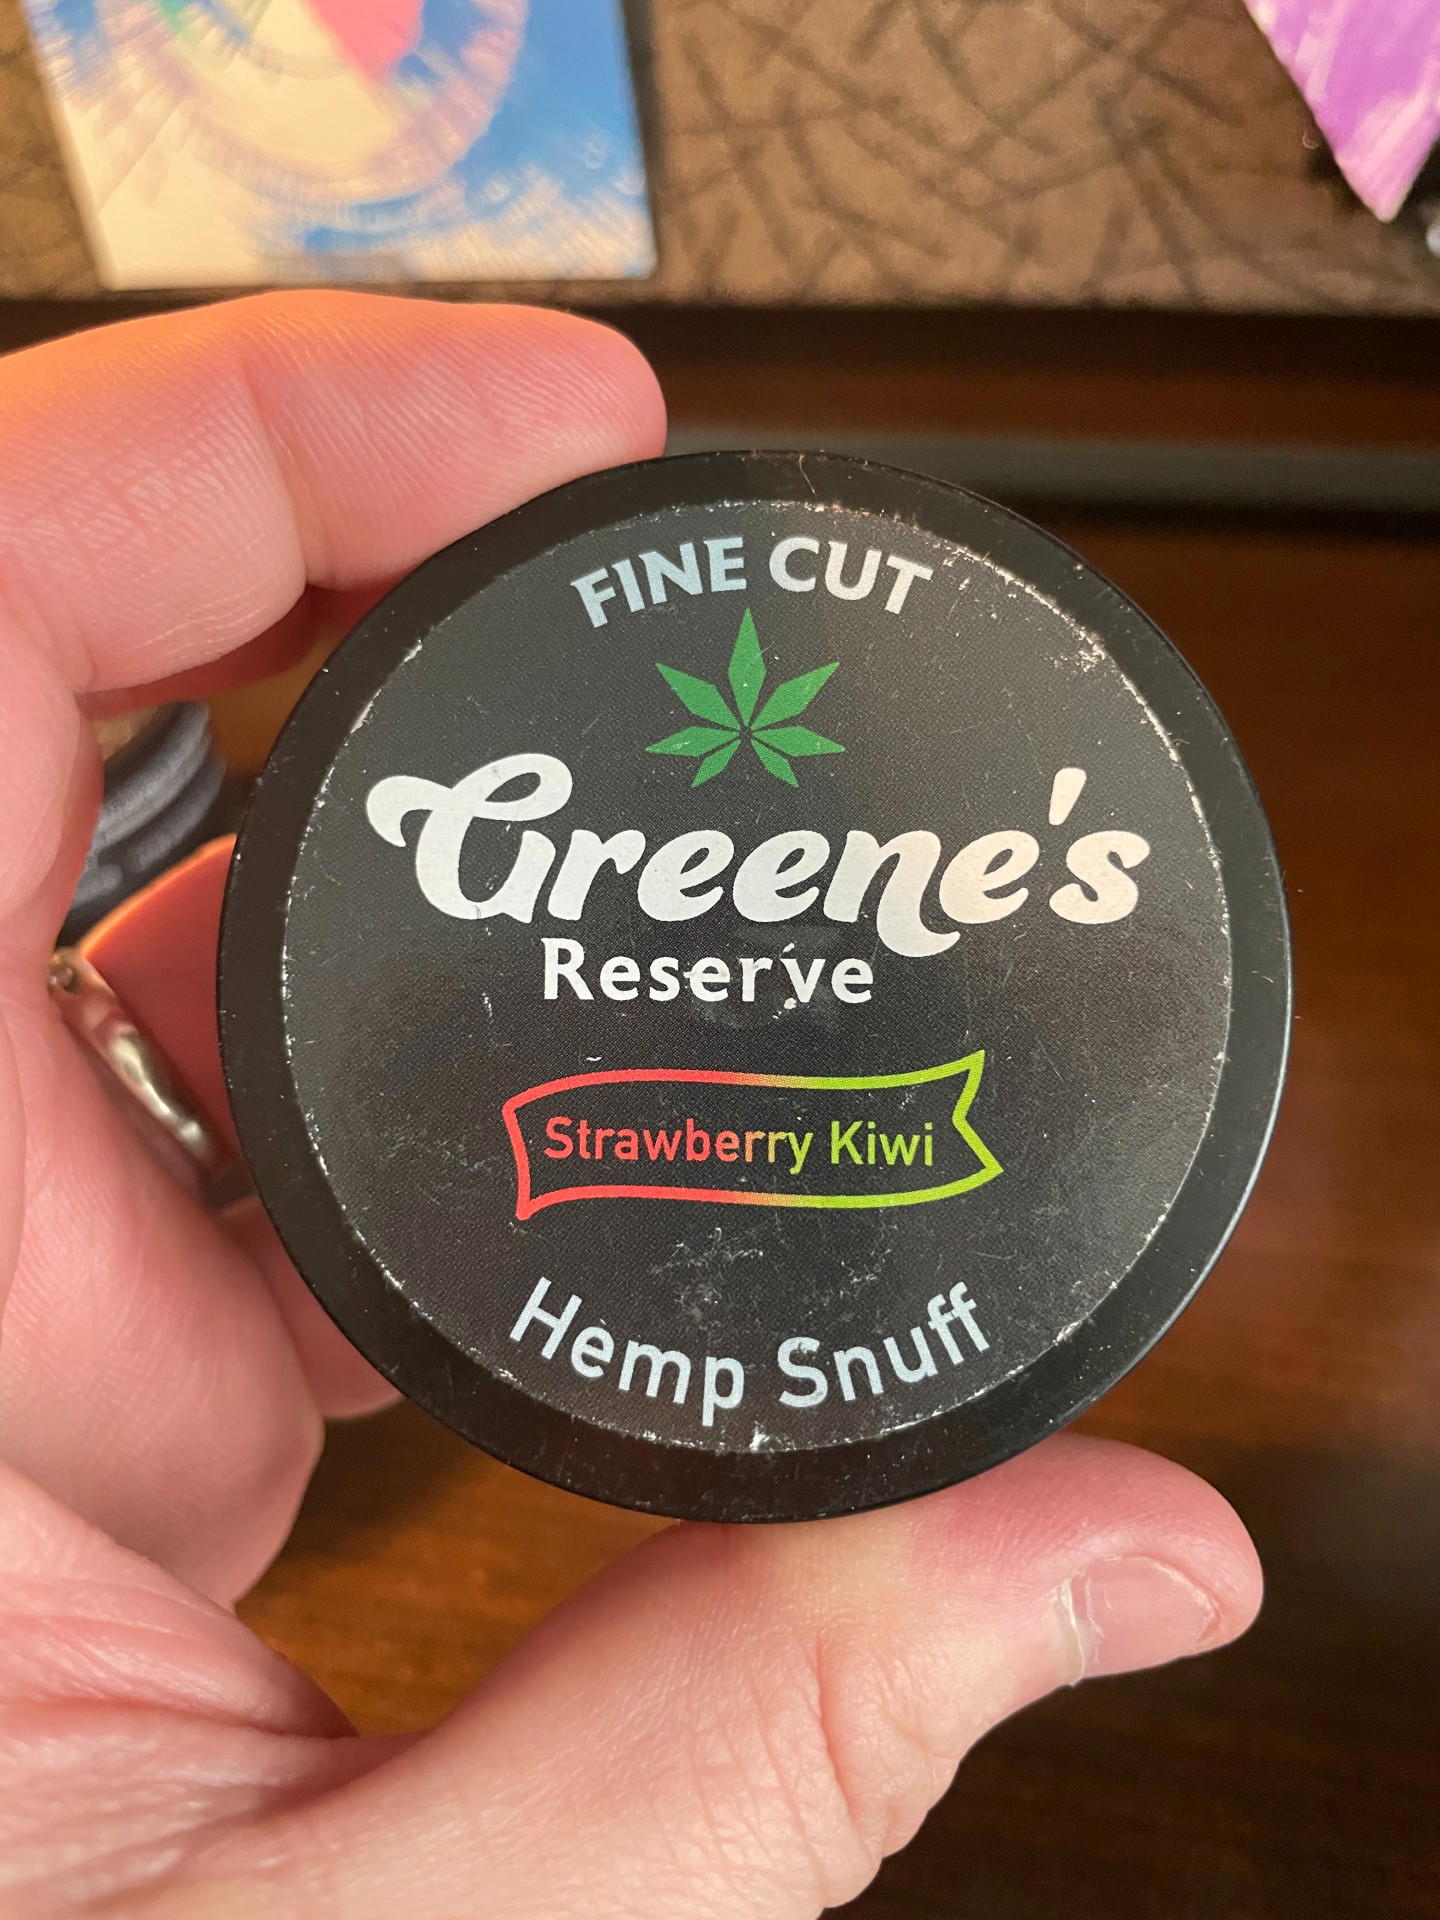 FINE CUT
Greene's
Reserve
Strawberry Kiwi
Hemp Snuff